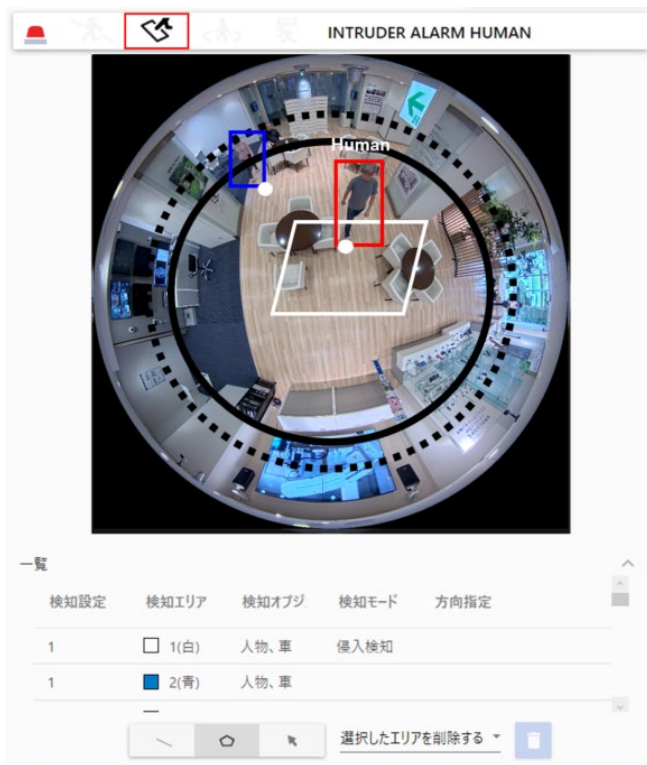 INTRUDER ALARM HUMAN
Human
一覧
検知設定 検知エリア 検知オブジ 検知モード 方向指定
1 1(白) 人物、車 侵入検知
1 2(青) 人物、車
選択したエリアを削除する